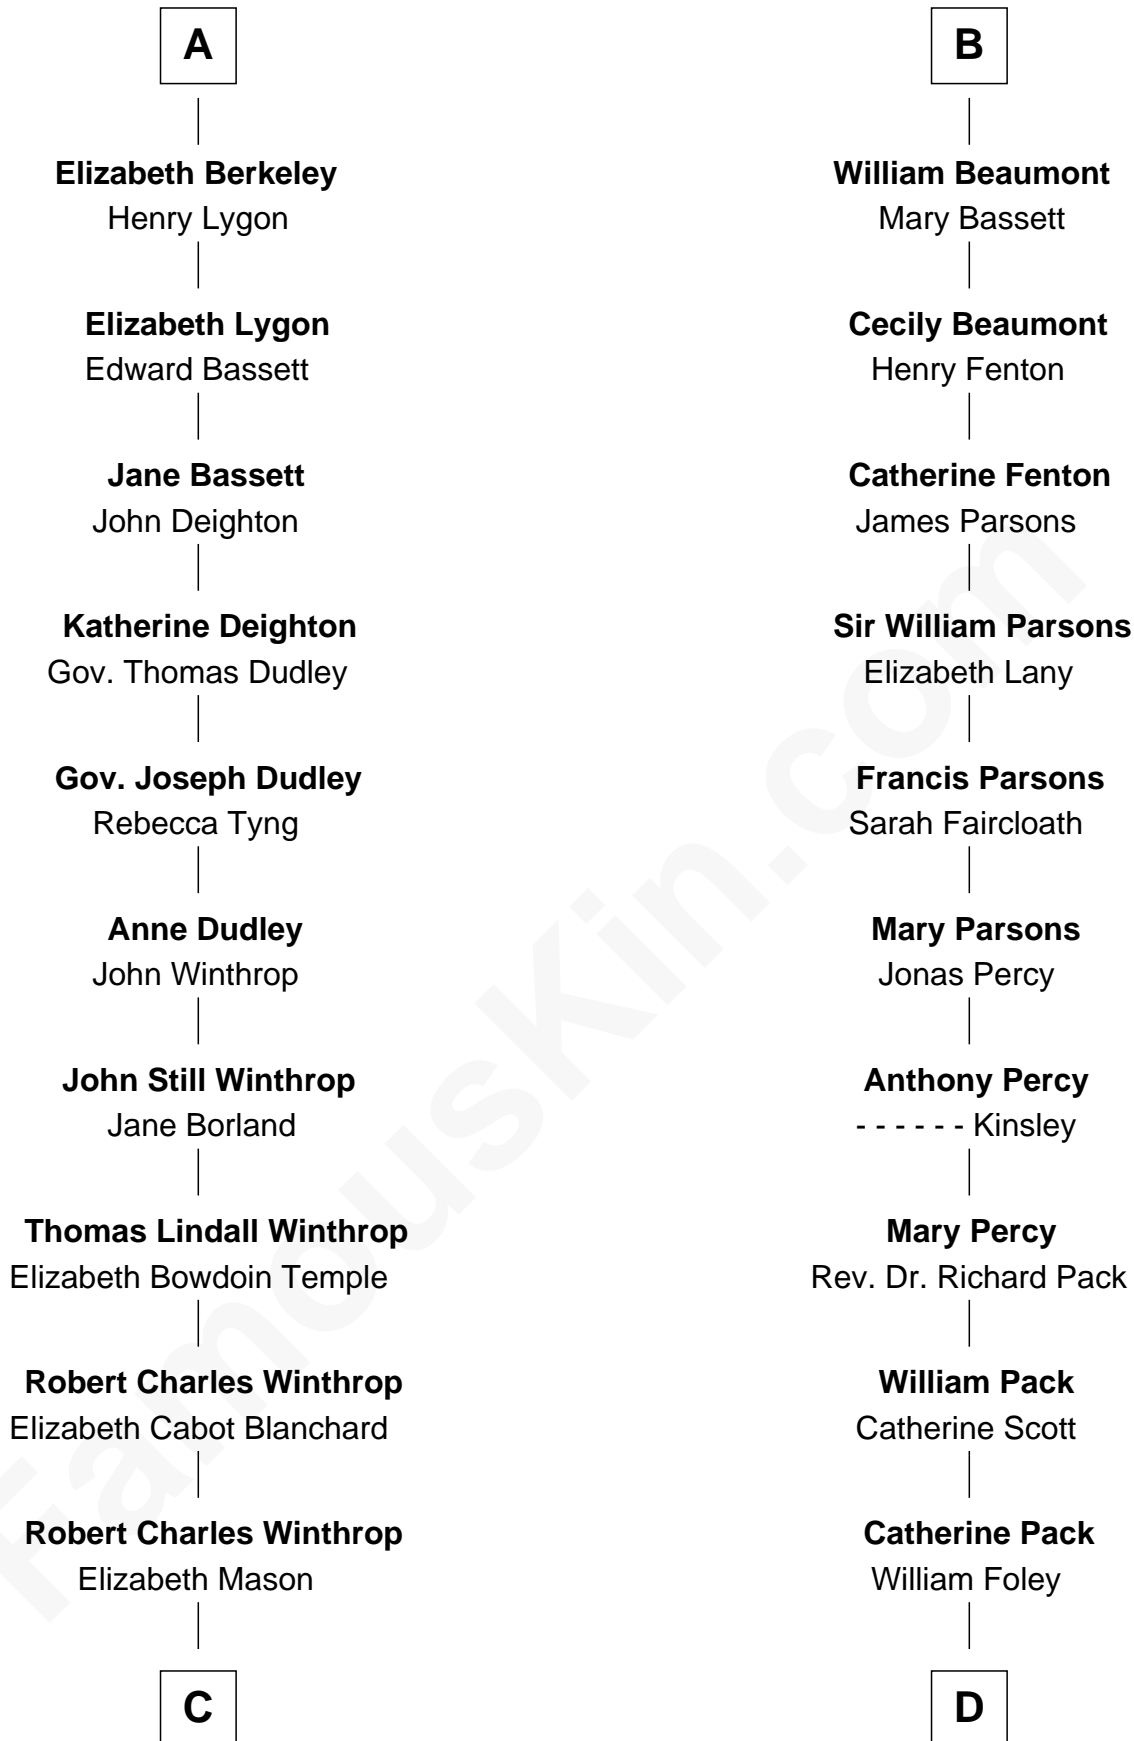 A
Elizabeth Berkeley
Henry Lygon
Elizabeth Lygon
Edward Bassett
Jane Bassett
John Deighton
Katherine Deighton
Gov. Thomas Dudley
Gov. Joseph Dudley
Rebecca Tyng
Anne Dudley
John Winthrop
John Still Winthrop
Jane Borland
Thomas Lindall Winthrop
Elizabeth Bowdoin Temple
Robert Charles Winthrop
Elizabeth Cabot Blanchard
Robert Charles Winthrop
Elizabeth Mason
C
B
William Beaumont
Mary Bassett
Cecily Beaumont
Henry Fenton
Catherine Fenton
James Parsons
Sir William Parsons
Elizabeth Lany
Francis Parsons
Sarah Faircloath
Mary Parsons
Jonas Percy
Anthony Percy
- - - - - - Kinsley
Mary Percy
Rev. Dr. Richard Pack
William Pack
Catherine Scott
Catherine Pack
William Foley
D
FamousKin.com